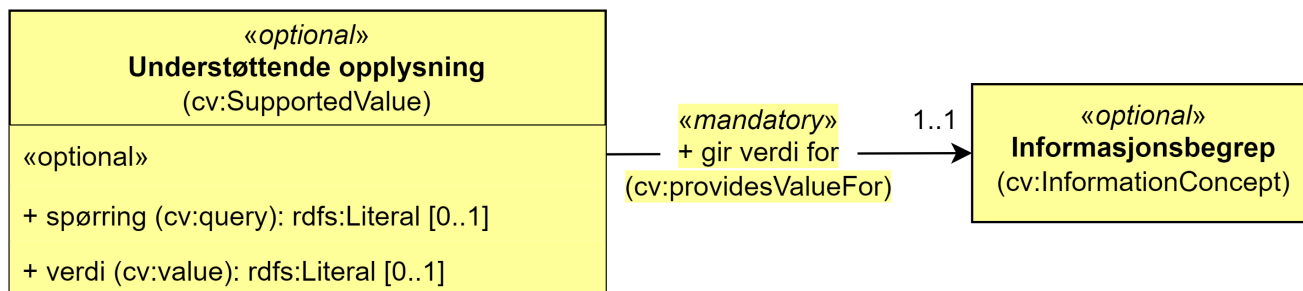 «optional»
Understøttende opplysning
(cv:SupportedValue)
«optional»
+ spørring (cv:query): rdfs:Literal [0..1]
+ verdi (cv:value): rdfs:Literal [0..1]
«mandatory»
+ gir verdi for
(cv:providesValueFor)
1..1
«optional»
Informasjonsbegrep
(cv:InformationConcept)